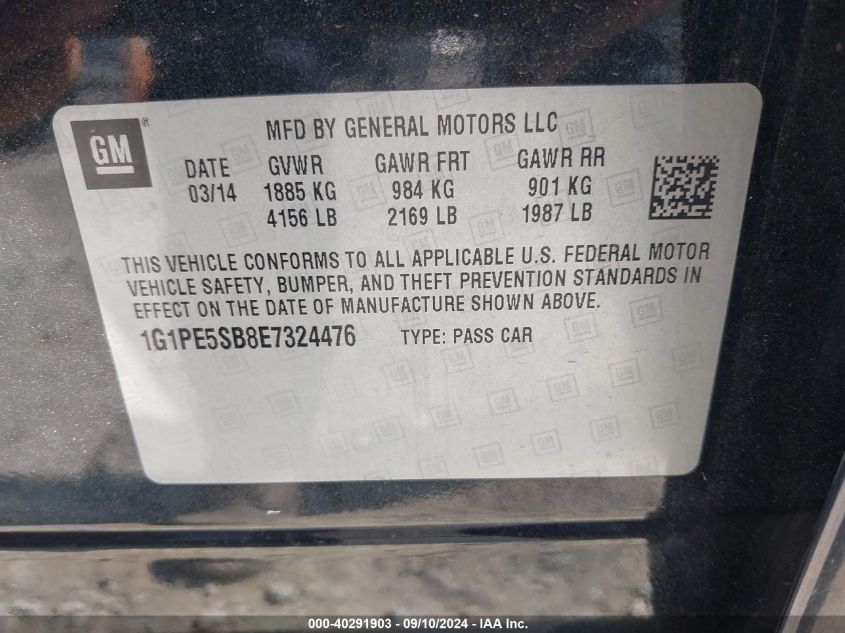 GM ®
MFD BY GENERAL MOTORS LLC
DATE GVWR GAWR FRT GAWR RR
03/14 1885 KG 984 KG 901 KG
4156 LB 2169 LB 1987 LB
THIS VEHICLE CONFORMS TO ALL APPLICABLE U.S. FEDERAL MOTOR
VEHICLE SAFETY, BUMPER, AND THEFT PREVENTION STANDARDS IN
EFFECT ON THE DATE OF MANUFACTURE SHOWN ABOVE.
1G1PE5SB8E7324476 TYPE: PASS CAR
000-40291903 - 09/10/2024 - IAA Inc.